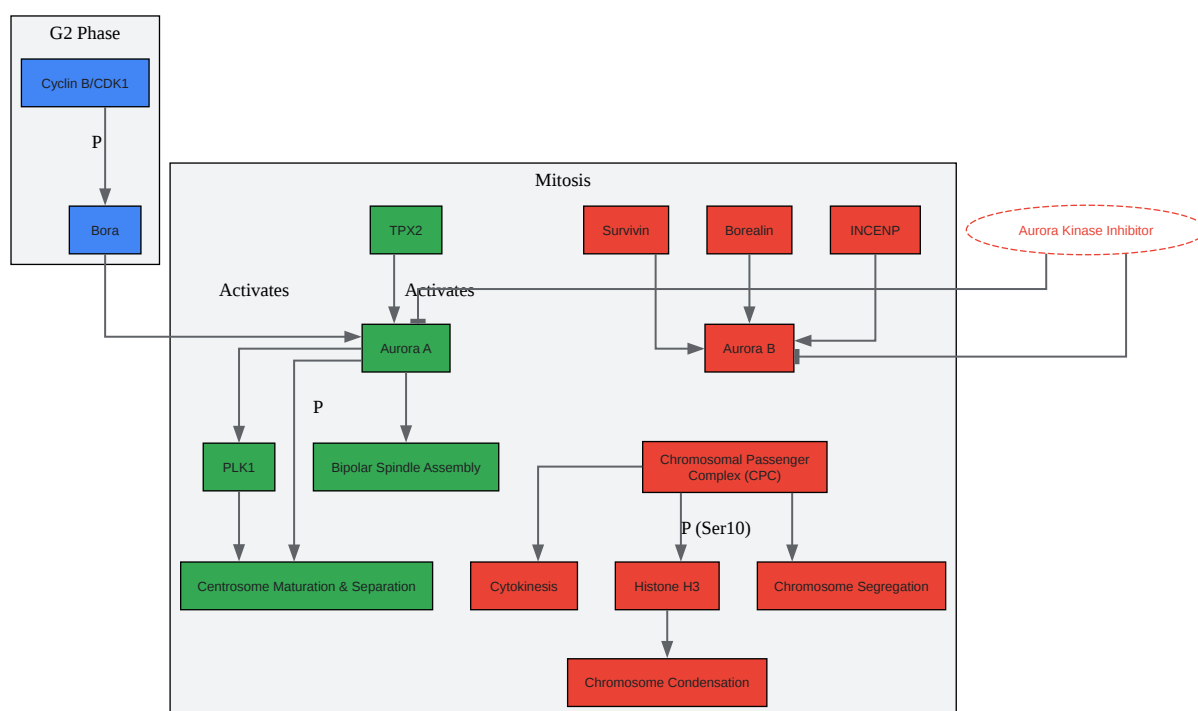 G2 Phase
Cyclin B/CDK1
P
Bora
Mitosis
TPX2
Survivin
Borealin
INCENP
Aurora Kinase Inhibitor
Activates
Activates
Aurora A
Aurora B
P
PLK1
Bipolar Spindle Assembly
Chromosomal Passenger
Complex (CPC)
P (Ser10)
Centrosome Maturation & Separation
Cytokinesis
Histone H3
Chromosome Segregation
Chromosome Condensation